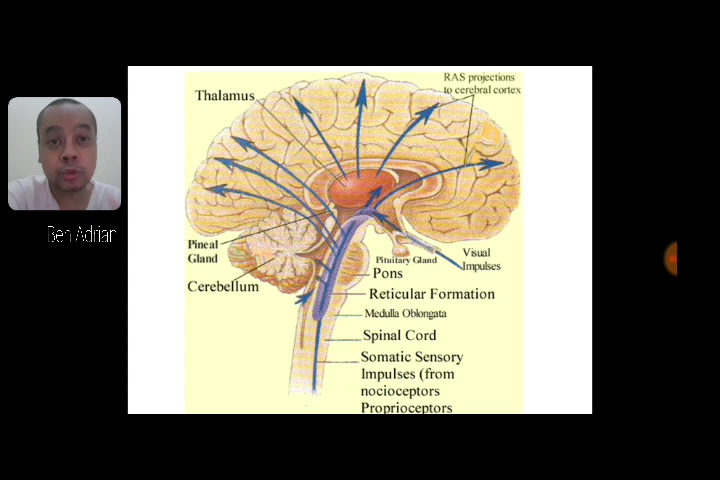 RAS projections
to cerebral cortex
Thalamus
Ben Adrian
Pineal
Gland
Visual
Impulses
Pituitary Gland
Pons
Cerebellum
Reticular Formation
Medulla Oblongata
Spinal Cord
Somatic Sensory
Impulses (from
nocioceptors
Proprioceptors